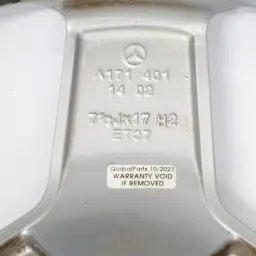 A171 401
14 02
7½Jx17 H2
ET37
GlobalParts 10/2023
WARRANTY VOID
IF REMOVED